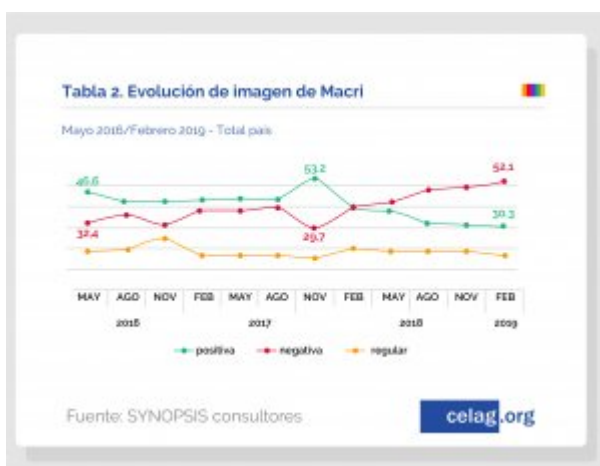 Tabla 2. Evolución de imagen de Macri
Mayo 2016/Febrero 2019 - Total país
46.6
53.2
52.1
32.4
29.7
30.3
MAY AGO NOV FEB MAY AGO NOV FEB MAY AGO NOV FEB
2016 2017 2018 2019
positiva negativa regular
Fuente: SYNOPSIS consultores
celag.org